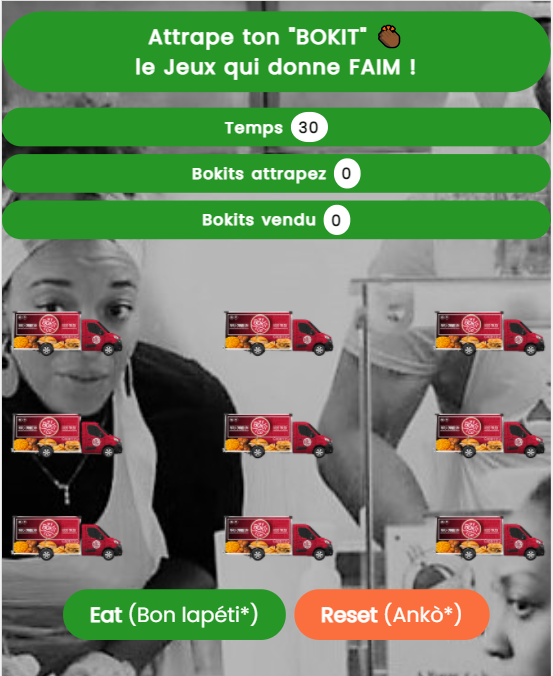 Attrape ton "BOKIT"
le Jeux qui donne FAIM !
Temps 30
Bokits attrapez 0
Bokits vendu 0
Eat (Bon lapéti*)
Reset (Ankò*)